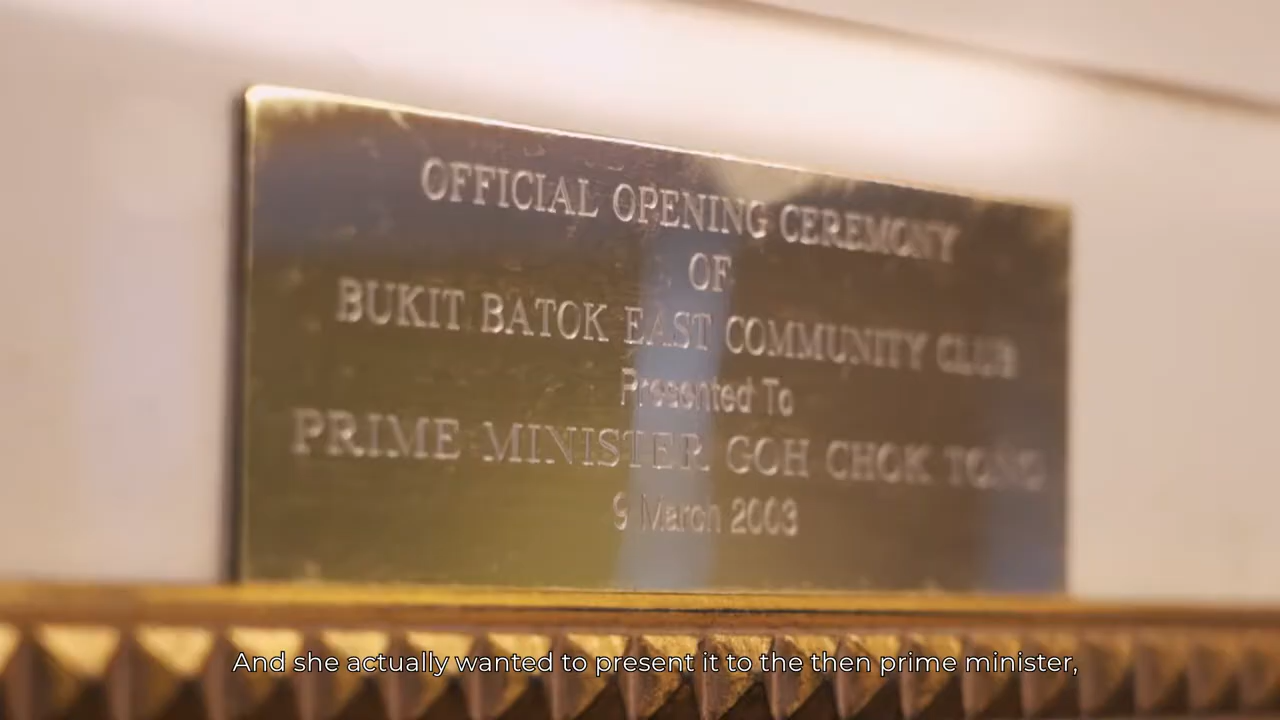 OFFICIAL OPENING CEREMONY
OF
BUKIT BATOK EAST COMMUNITY CLUB
Presented To
PRIME MINISTER GOH CHOK TONG
9 March 2003
And she actually wanted to present it to the then prime minister,